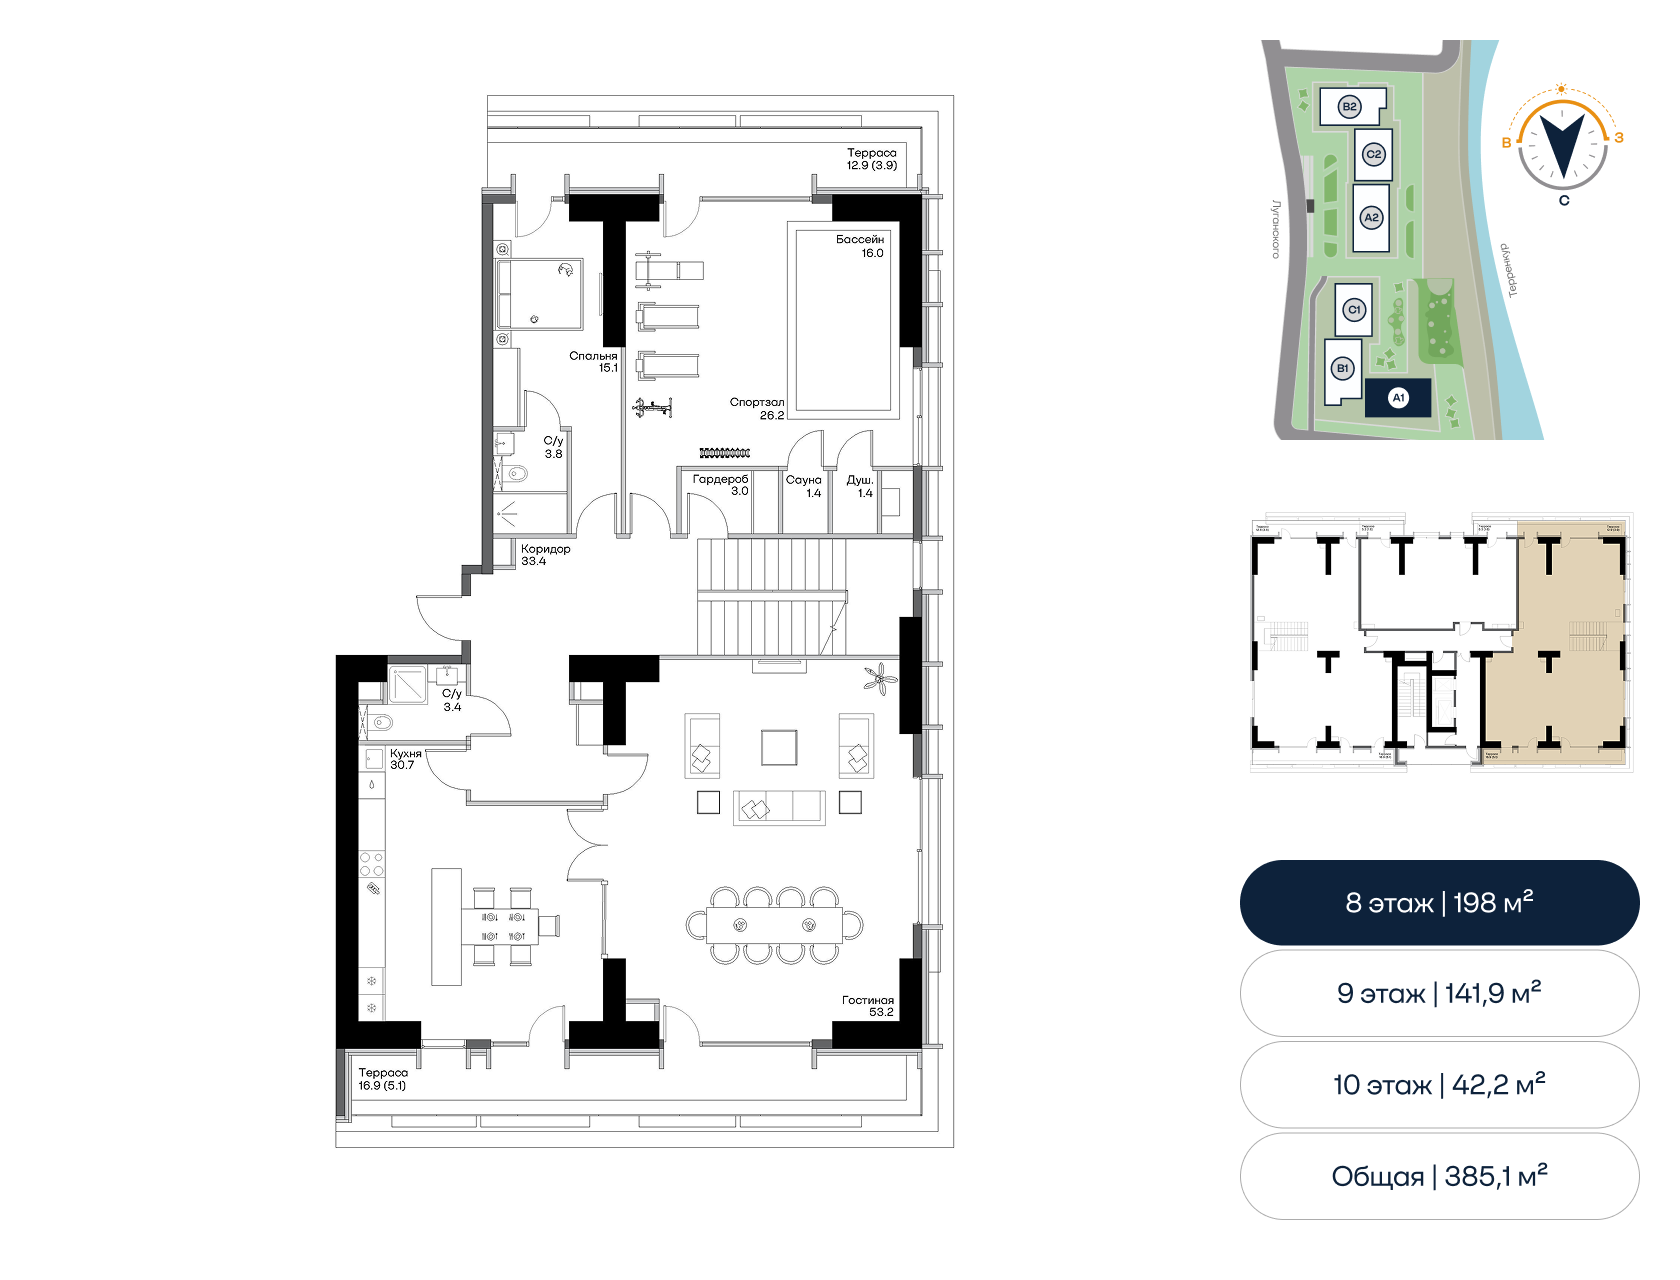 Терраса
12.9 (3.9)
Бассейн
16.0
Спальня
15.1
Спортзал
26.2
С/у
3.8
Гардероб
3.0
Сауна
1.4
Душ.
1.4
Коридор
33.4
С/у
3.4
Кухня
30.7
Гостиная
53.2
Терраса
16.9 (5.1)
B2
C2
A2
C1
B1
A1
Луганского
Терренкур
В
З
С
8 этаж | 198 м²
9 этаж | 141,9 м²
10 этаж | 42,2 м²
Общая | 385,1 м²